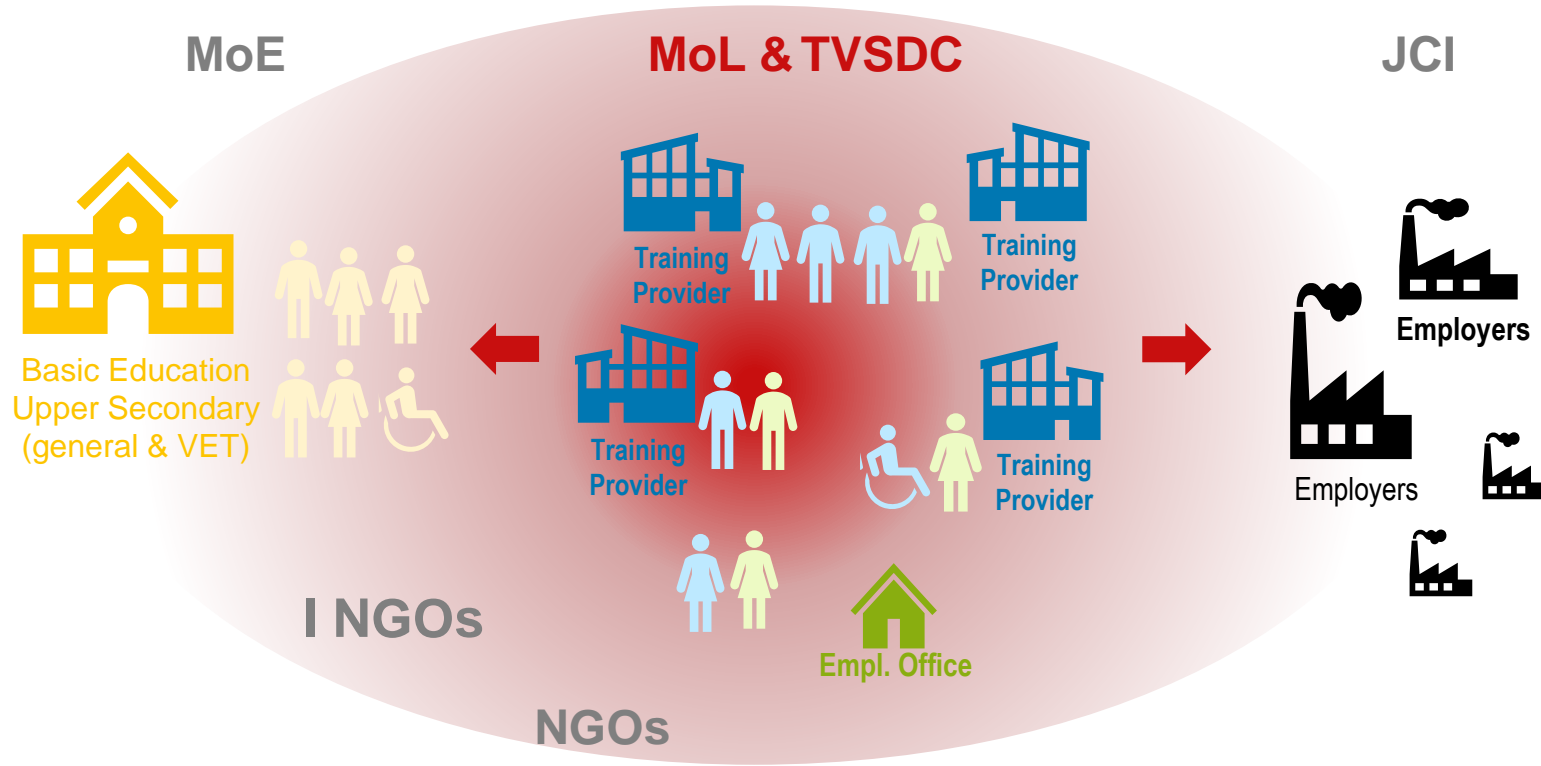 MoE
MoL & TVSDC
JCI
Training
Provider
Training
Provider
Employers
Basic Education
Upper Secondary
(general & VET)
Training
Provider
Training
Provider
Employers
I NGOs
Empl. Office
NGOs